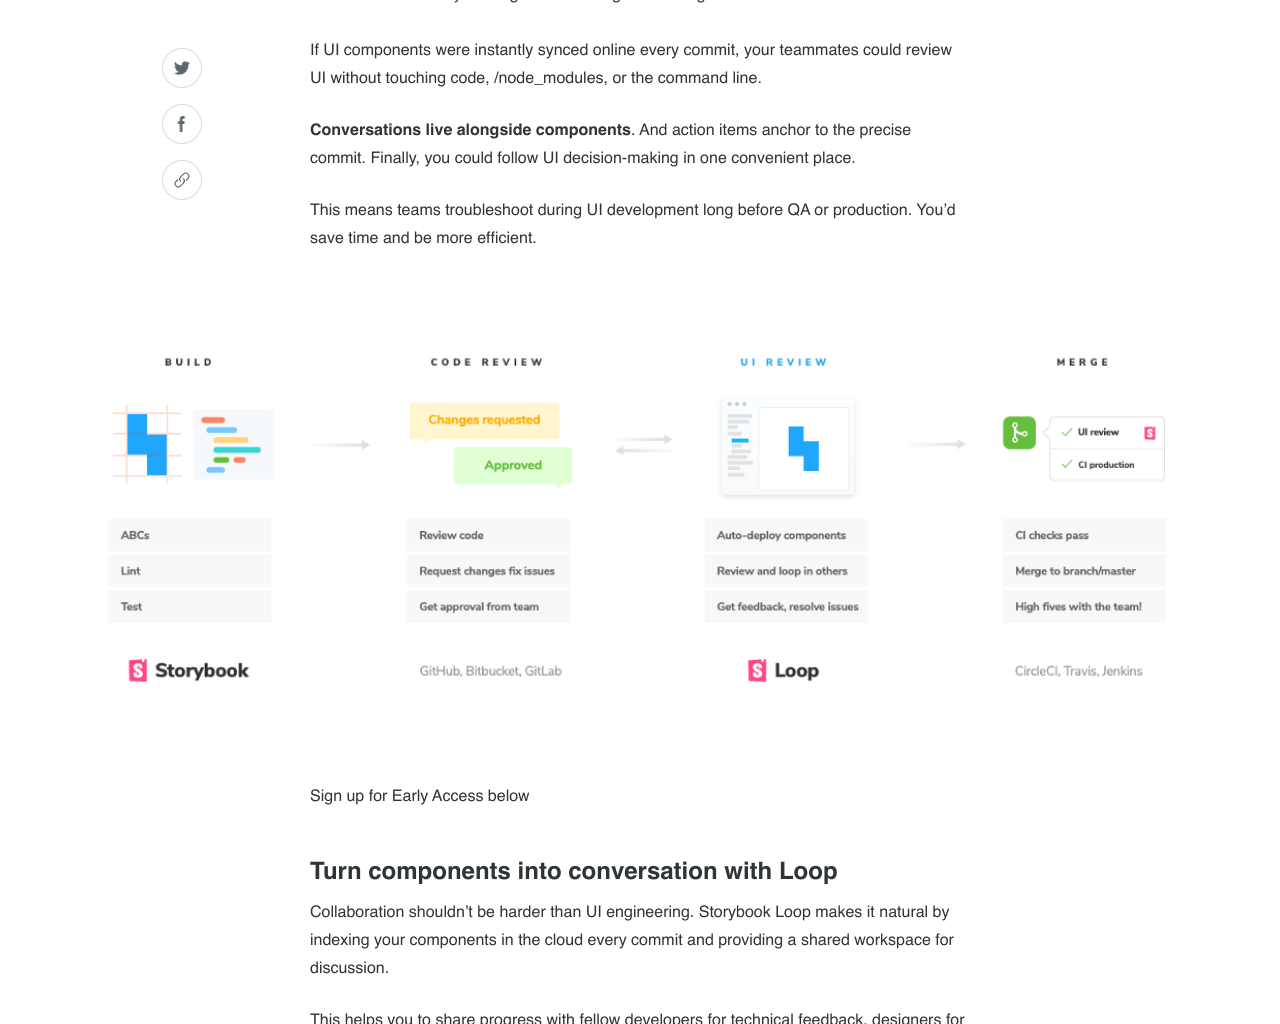 If UI components were instantly synced online every commit, your teammates could review
UI without touching code, /node_modules, or the command line.
Conversations live alongside components. And action items anchor to the precise
commit. Finally, you could follow UI decision-making in one convenient place.
This means teams troubleshoot during UI development long before QA or production. You’d
save time and be more efficient.
BUILD
CODE REVIEW
UI REVIEW
MERGE
Changes requested
Approved
UI review
CI production
ABCs
Lint
Test
Review code
Request changes fix issues
Get approval from team
Auto-deploy components
Review and loop in others
Get feedback, resolve issues
CI checks pass
Merge to branch/master
High fives with the team!
Storybook
GitHub, Bitbucket, GitLab
Loop
CircleCI, Travis, Jenkins
Sign up for Early Access below
Turn components into conversation with Loop
Collaboration shouldn’t be harder than UI engineering. Storybook Loop makes it natural by
indexing your components in the cloud every commit and providing a shared workspace for
discussion.
This helps you to share progress with fellow developers for technical feedback, designers for